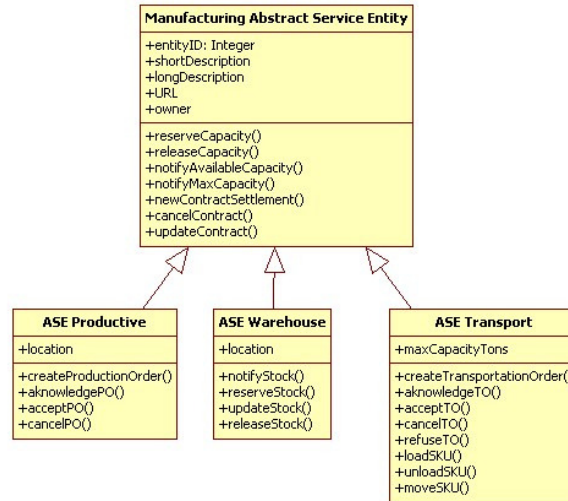 Manufacturing Abstract Service Entity
+entityID: Integer
+shortDescription
+longDescription
+URL
+owner
+reserveCapacity()
+releaseCapacity()
+notifyAvailableCapacity()
+notifyMaxCapacity()
+newContractSettlement()
+cancelContract()
+updateContract()
ASE Productive
+location
+createProductionOrder()
+aknowledgePO()
+acceptPO()
+cancelPO()
ASE Warehouse
+location
+notifyStock()
+reserveStock()
+updateStock()
+releaseStock()
ASE Transport
+maxCapacityTons
+createTransportationOrder()
+aknowledgeTO()
+acceptTO()
+cancelTO()
+refuseTO()
+loadSKU()
+unloadSKU()
+moveSKU()